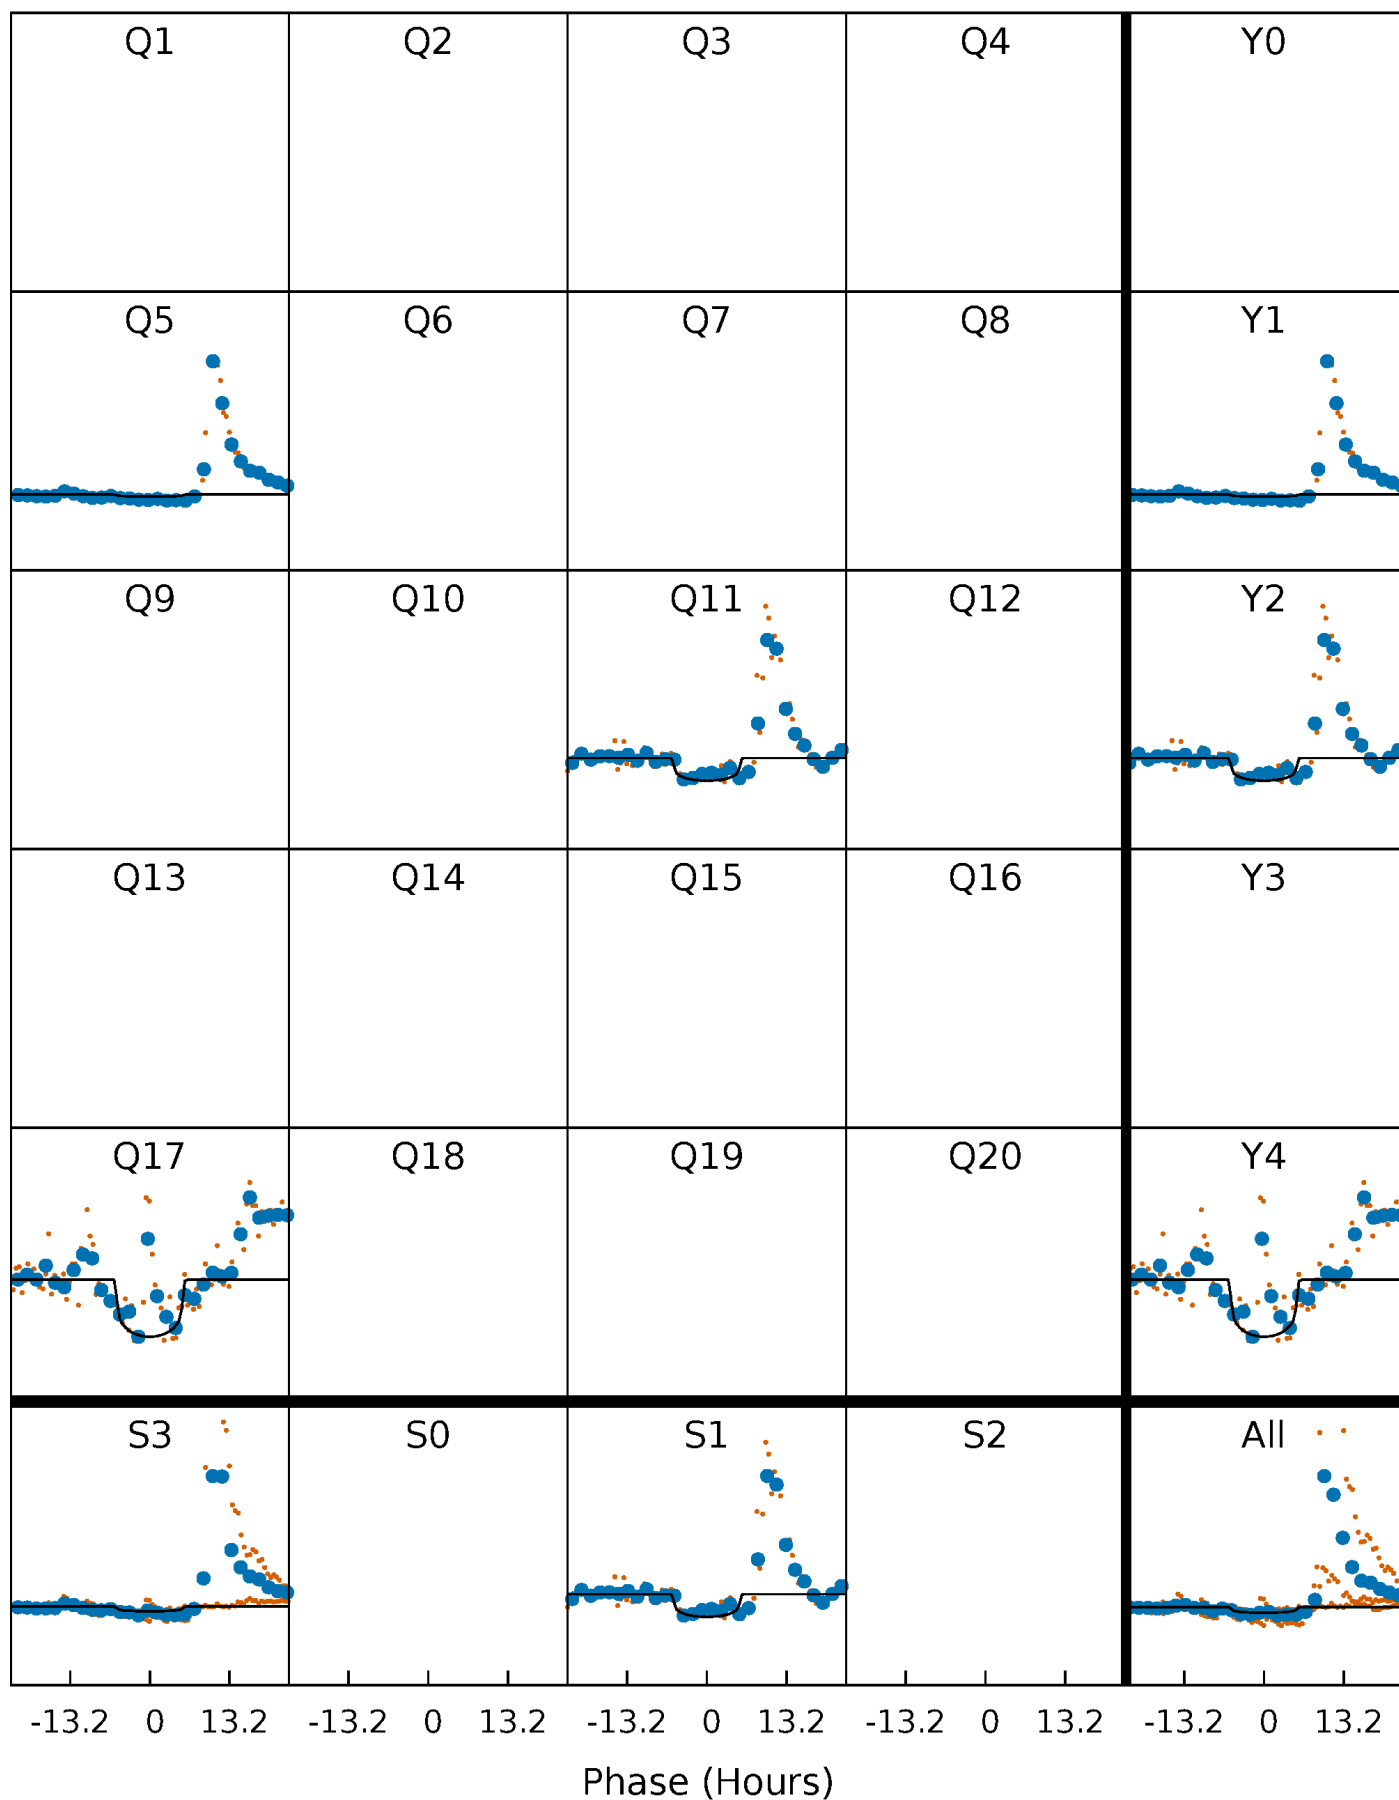 Q1 Q2 Q3 Q4 Y0
Q5 Q6 Q7 Q8 Y1
Q9 Q10 Q11 Q12 Y2
Q13 Q14 Q15 Q16 Y3
Q17 Q18 Q19 Q20 Y4
S3 S0 S1 S2 All
-13.2 0 13.2 -13.2 0 13.2 -13.2 0 13.2 -13.2 0 13.2 -13.2 0 13.2
Phase (Hours)